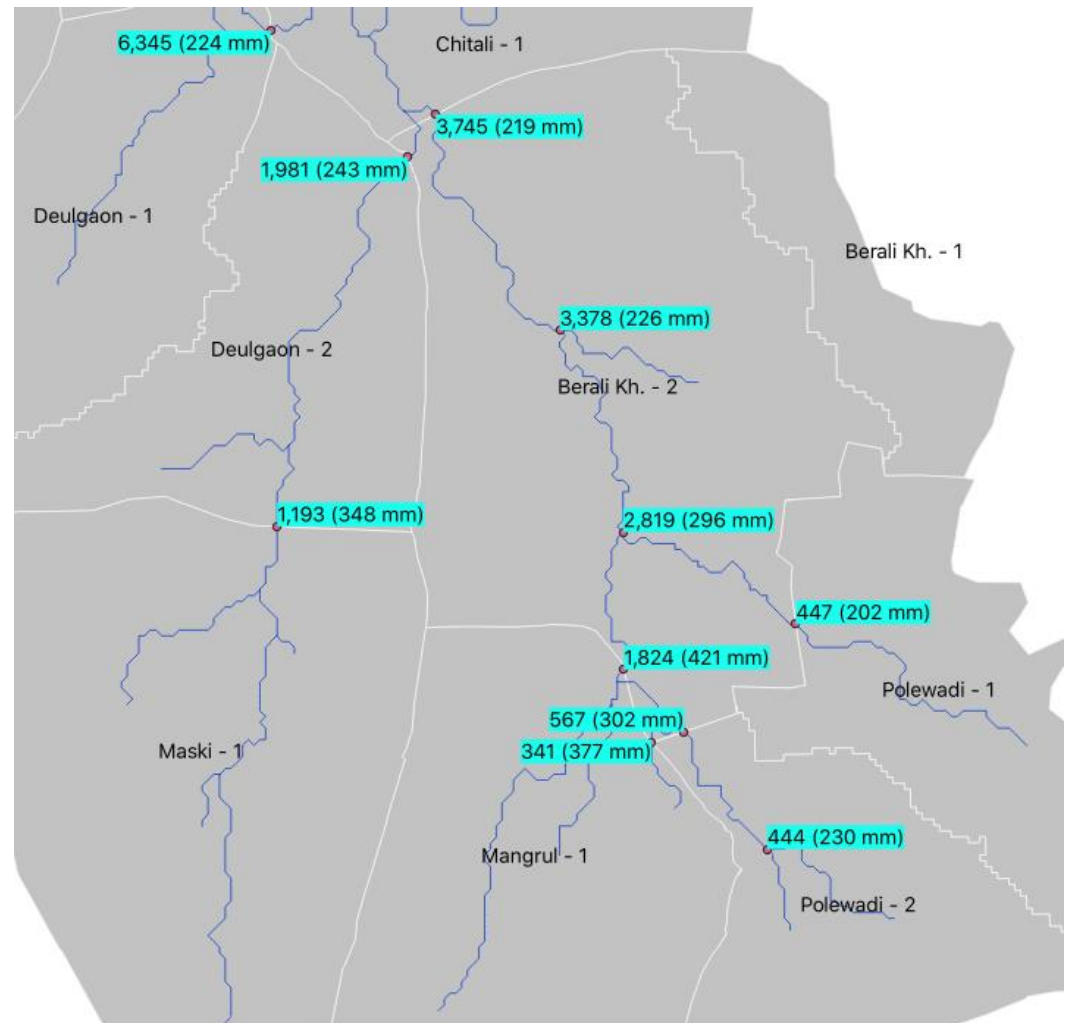 6,345 (224 mm)
Chitali - 1
3,745 (219 mm)
1,981 (243 mm)
Deulgaon - 1
Berali Kh. - 1
3,378 (226 mm)
Deulgaon - 2
Berali Kh. - 2
1,193 (348 mm)
2,819 (296 mm)
447 (202 mm)
1,824 (421 mm)
Polewadi - 1
567 (302 mm)
341 (377 mm)
Maski - 1
444 (230 mm)
Mangrul - 1
Polewadi - 2